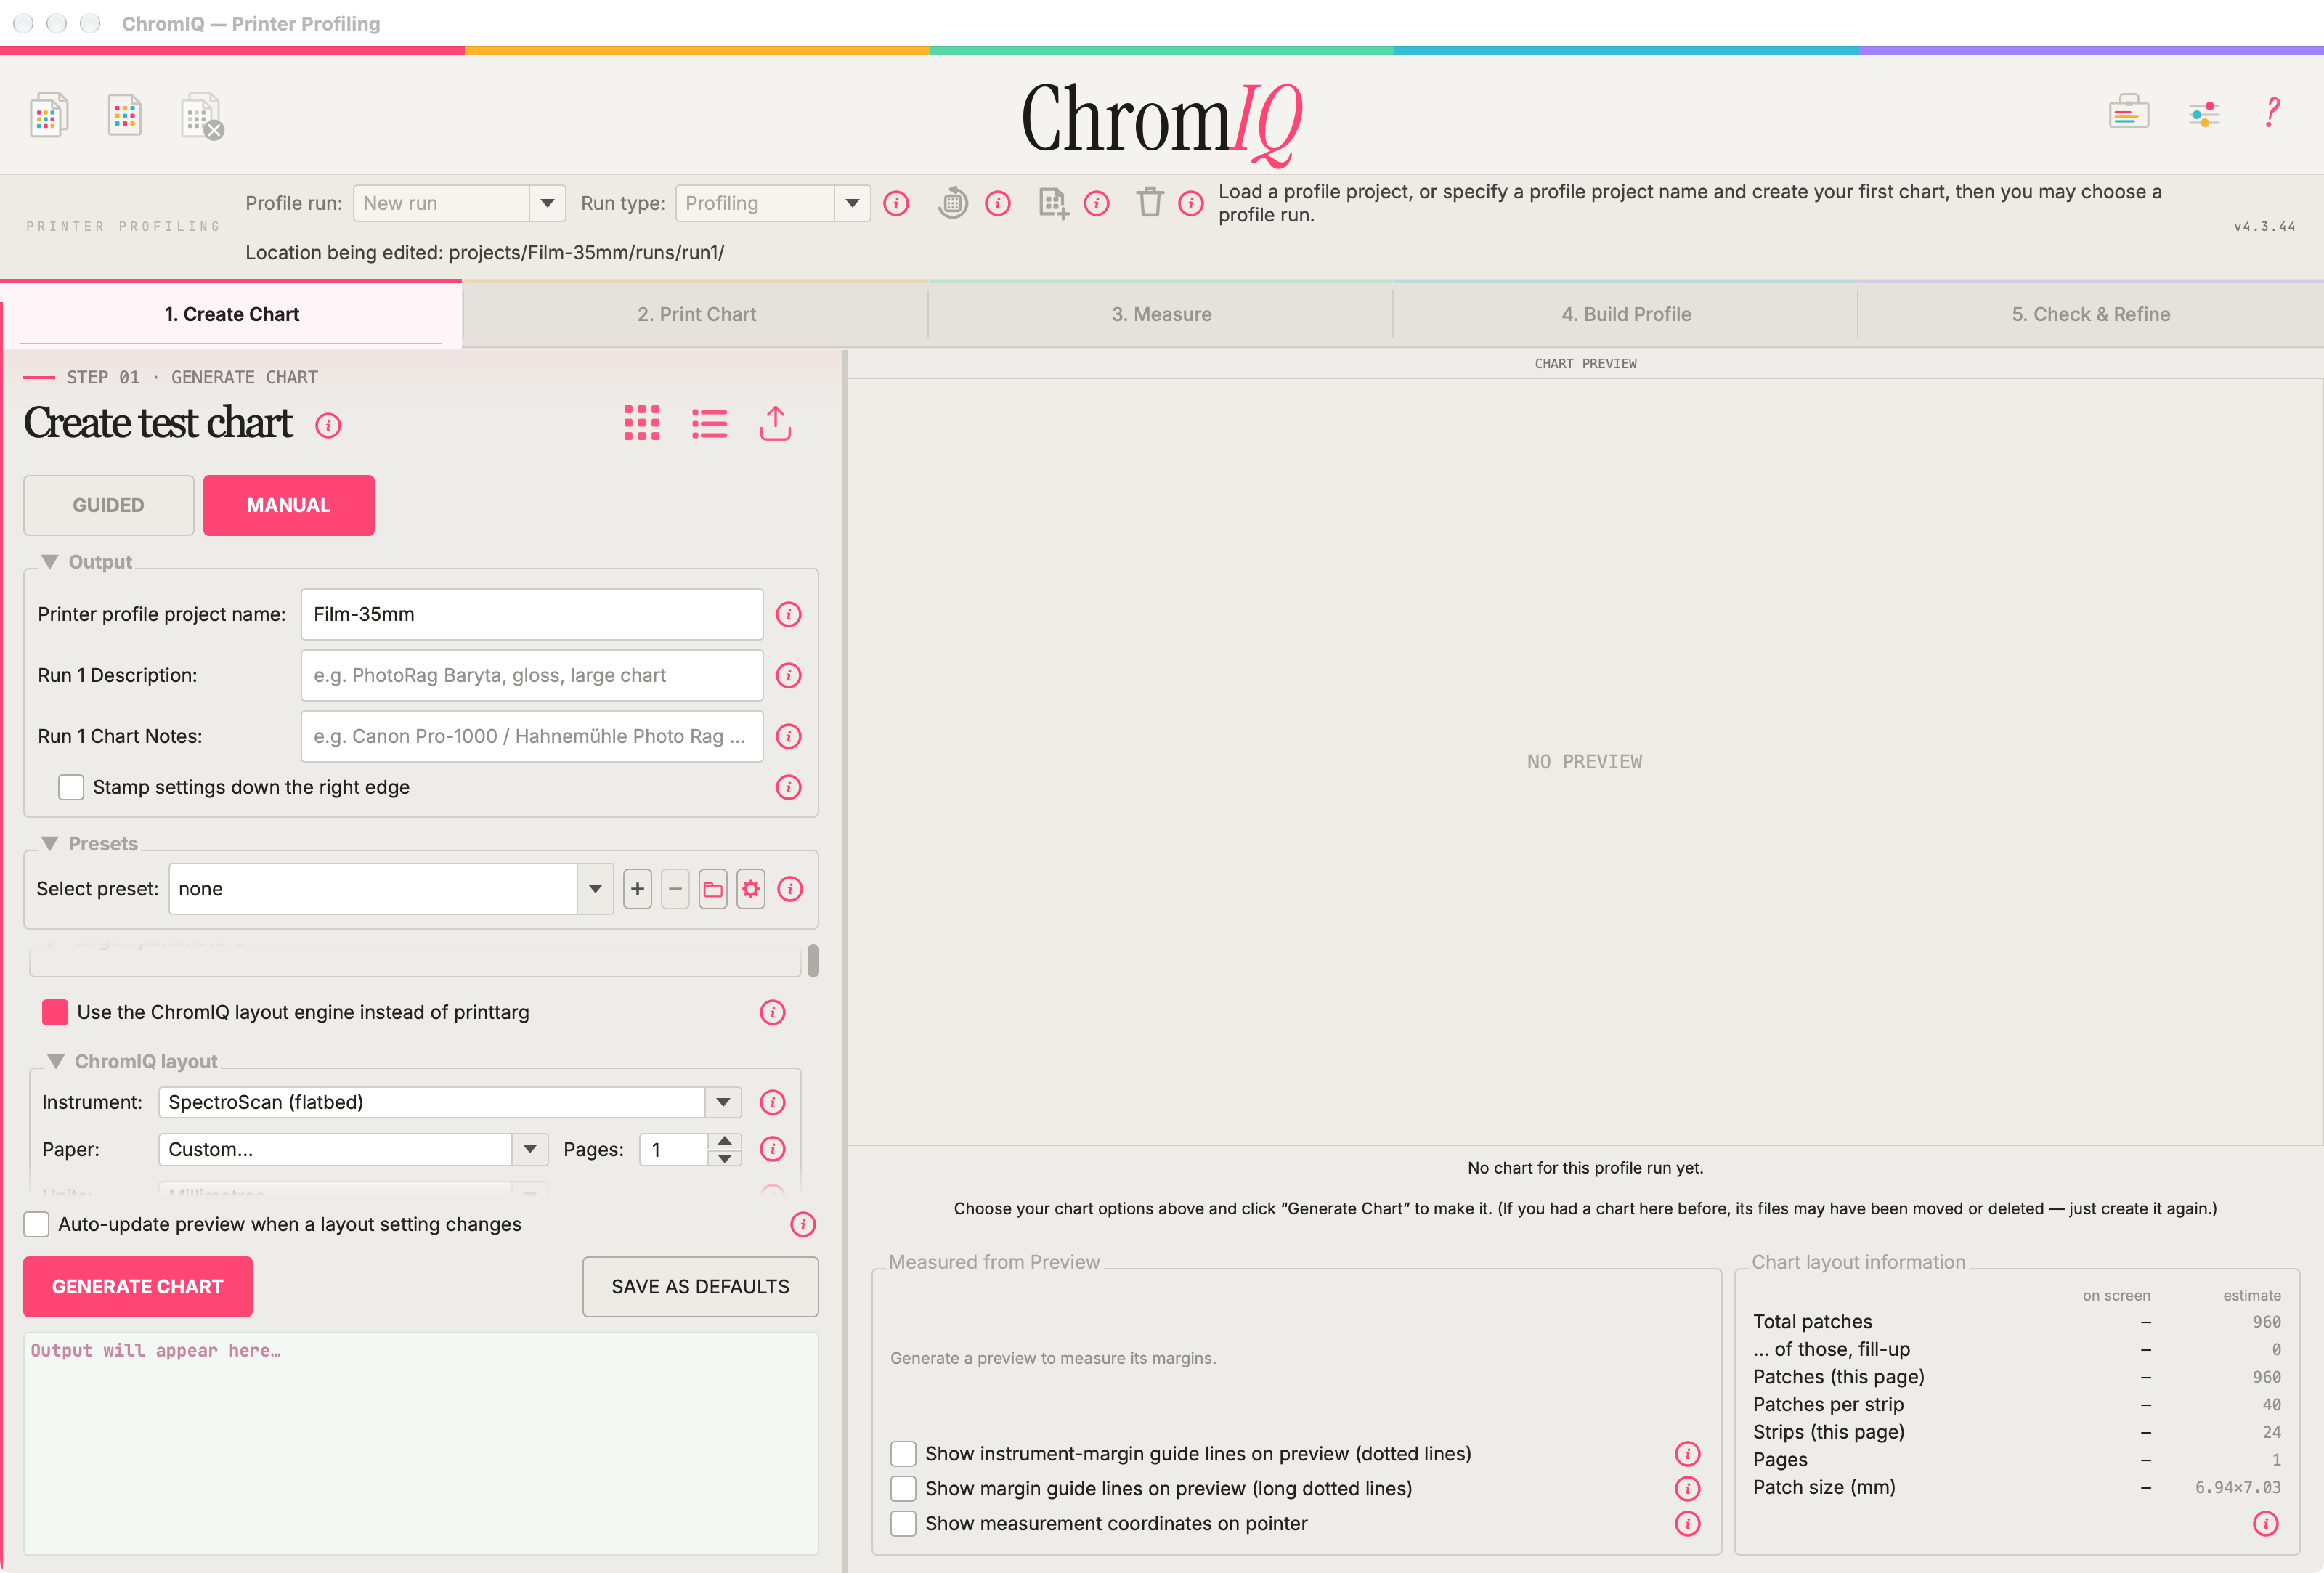 ChromIQ — Printer Profiling
ChromIQ
?
PRINTER PROFILING
Profile run:
New run
Run type:
Profiling
Load a profile project, or specify a profile project name and create your first chart, then you may choose a
profile run.
v4.3.44
Location being edited: projects/Film-35mm/runs/run1/
1. Create Chart
2. Print Chart
3. Measure
4. Build Profile
5. Check & Refine
STEP 01 · GENERATE CHART
Create test chart
GUIDED
MANUAL
Output
Printer profile project name:
Film-35mm
Run 1 Description:
e.g. PhotoRag Baryta, gloss, large chart
Run 1 Chart Notes:
e.g. Canon Pro-1000 / Hahnemühle Photo Rag ...
Stamp settings down the right edge
Presets
Select preset:
none
Use the ChromIQ layout engine instead of printtarg
ChromIQ layout
Instrument:
SpectroScan (flatbed)
Paper:
Custom...
Pages:
1
Auto-update preview when a layout setting changes
GENERATE CHART
SAVE AS DEFAULTS
Output will appear here…
CHART PREVIEW
NO PREVIEW
No chart for this profile run yet.
Choose your chart options above and click “Generate Chart” to make it. (If you had a chart here before, its files may have been moved or deleted — just create it again.)
Measured from Preview
Generate a preview to measure its margins.
Show instrument-margin guide lines on preview (dotted lines)
Show margin guide lines on preview (long dotted lines)
Show measurement coordinates on pointer
Chart layout information
on screen estimate
Total patches – 960
... of those, fill-up – 0
Patches (this page) – 960
Patches per strip – 40
Strips (this page) – 24
Pages – 1
Patch size (mm) – 6.94×7.03